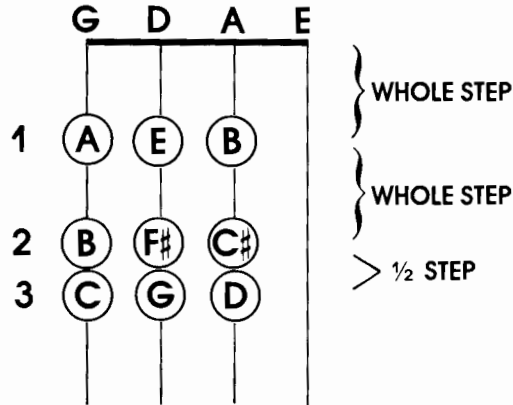 G D A E
WHOLE STEP
1 A E B
WHOLE STEP
2 B F♯ C♯
½ STEP
3 C G D